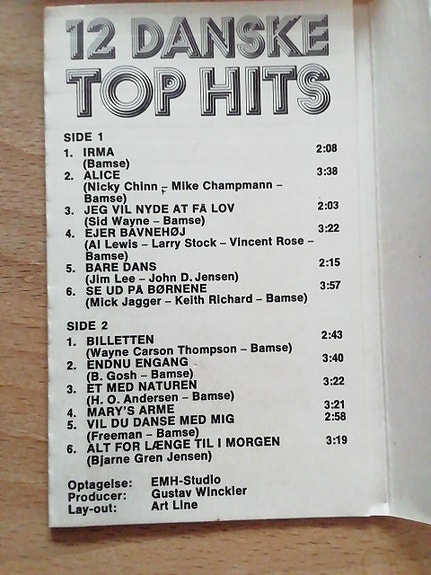 12 DANSKE
TOP HITS
SIDE 1
1. IRMA 2:08
(Bamse)
2. ALICE 3:38
(Nicky Chinn – Mike Champmann –
Bamse)
3. JEG VIL NYDE AT FÅ LOV 2:03
(Sid Wayne – Bamse)
4. EJER BAVNEHØJ 3:22
(Al Lewis – Larry Stock – Vincent Rose –
Bamse)
5. BARE DANS 2:15
(Jim Lee – John D. Jensen)
6. SE UD PÅ BØRNENE 3:57
(Mick Jagger – Keith Richard – Bamse)
SIDE 2
1. BILLETTEN 2:43
(Wayne Carson Thompson – Bamse)
2. ENDNU ENGANG 3:40
(B. Gosh – Bamse)
3. ET MED NATUREN 3:22
(H. O. Andersen – Bamse)
4. MARY'S ARME 3:21
5. VIL DU DANSE MED MIG 2:58
(Freeman – Bamse)
6. ALT FOR LÆNGE TIL I MORGEN 3:19
(Bjarne Gren Jensen)
Optagelse: EMH-Studio
Producer: Gustav Winckler
Lay-out: Art Line